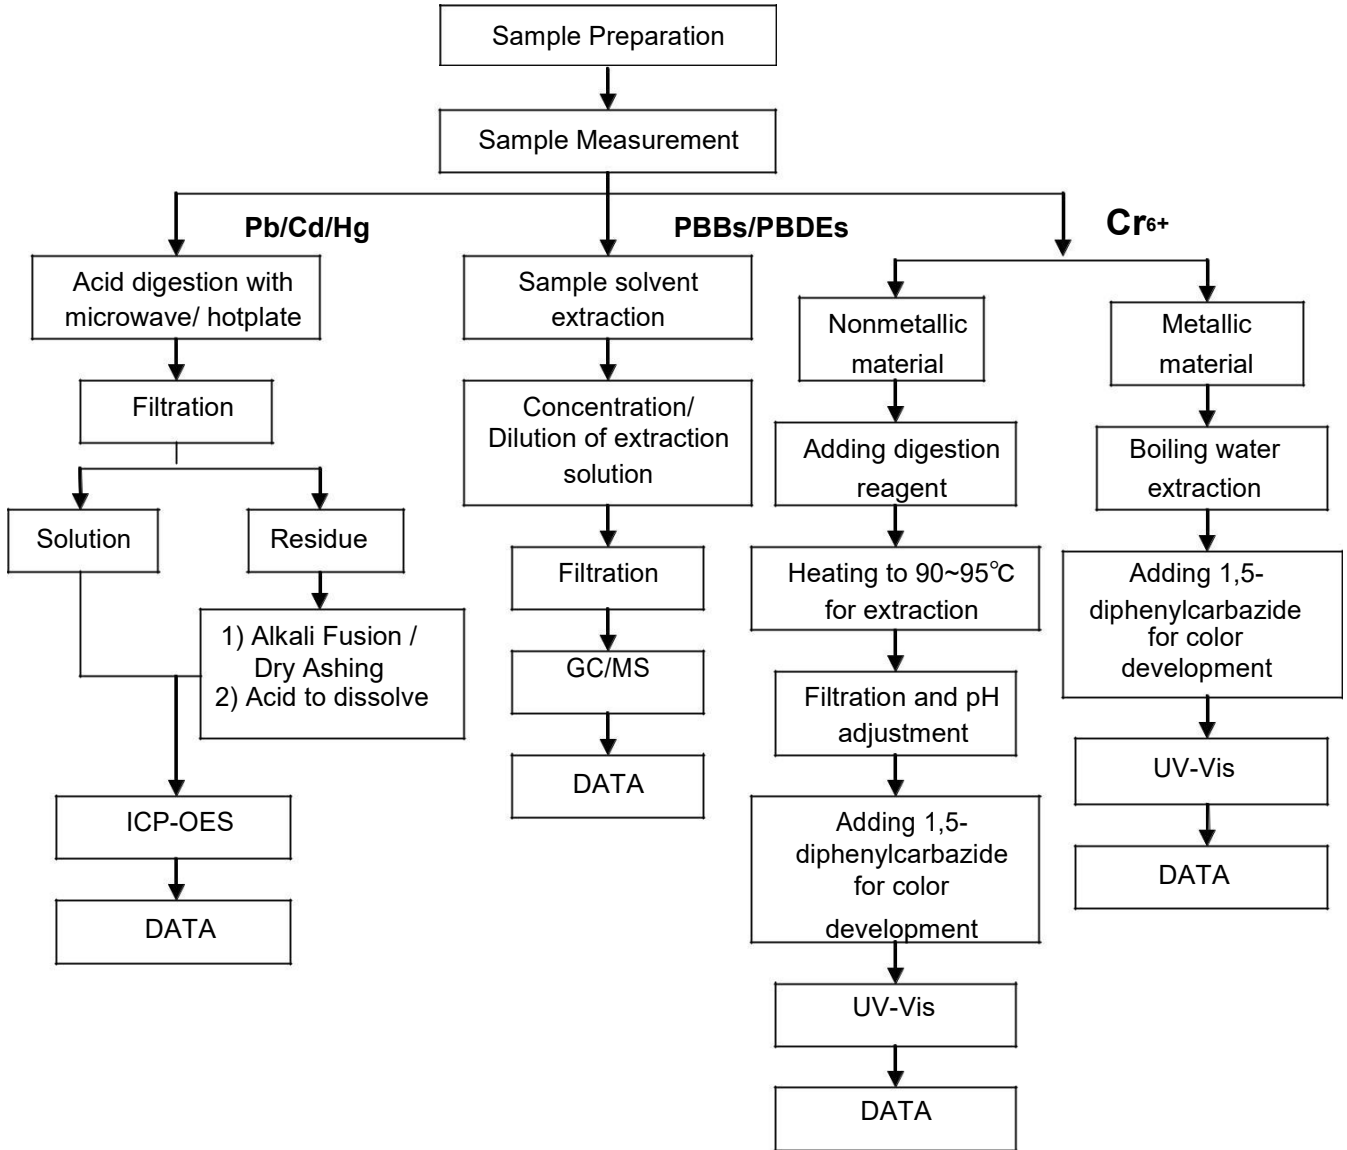 Sample Preparation
Sample Measurement
Pb/Cd/Hg
PBBs/PBDEs
Cr6+
Acid digestion with
microwave/ hotplate
Filtration
Solution
Residue
1) Alkali Fusion /
Dry Ashing
2) Acid to dissolve
ICP-OES
DATA
Sample solvent
extraction
Concentration/
Dilution of extraction
solution
Filtration
GC/MS
DATA
Nonmetallic
material
Adding digestion
reagent
Heating to 90~95℃
for extraction
Filtration and pH
adjustment
Adding 1,5-
diphenylcarbazide
for color
development
UV-Vis
DATA
Metallic
material
Boiling water
extraction
Adding 1,5-
diphenylcarbazide
for color
development
UV-Vis
DATA